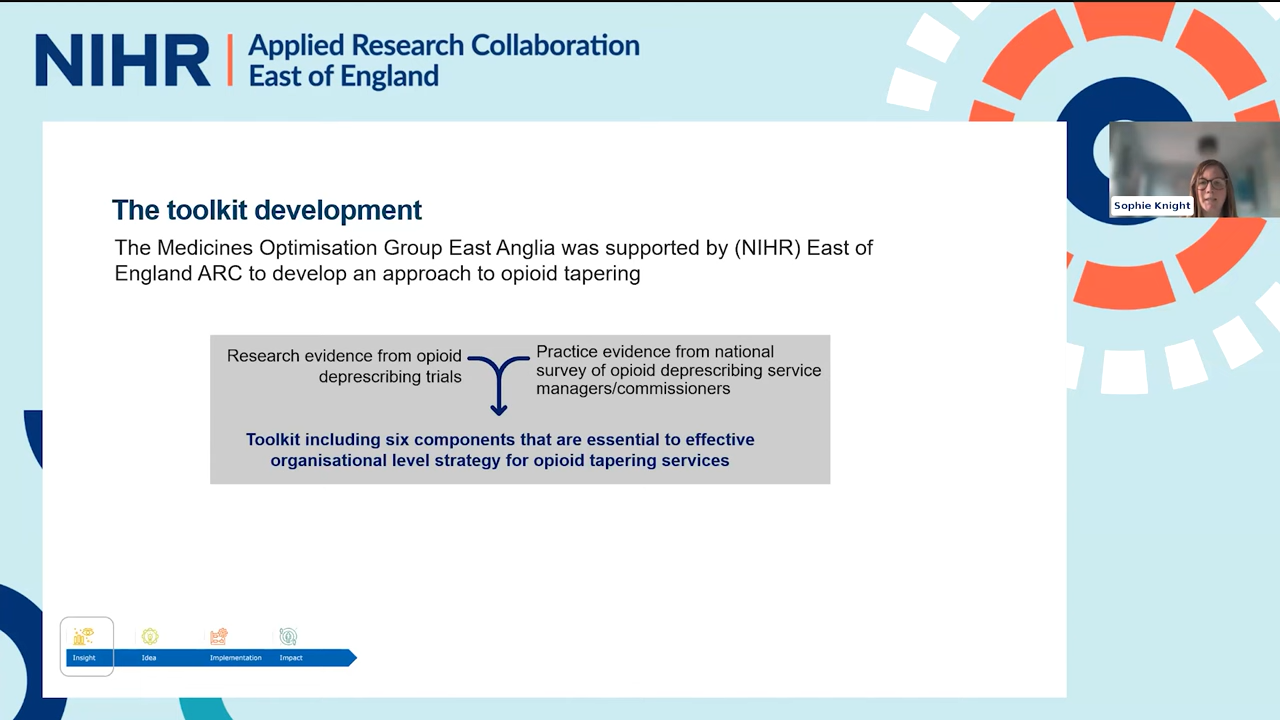 NIHR | Applied Research Collaboration
East of England
The toolkit development
The Medicines Optimisation Group East Anglia was supported by (NIHR) East of
England ARC to develop an approach to opioid tapering
Research evidence from opioid
deprescribing trials
Practice evidence from national
survey of opioid deprescribing service
managers/commissioners
Toolkit including six components that are essential to effective
organisational level strategy for opioid tapering services
Sophie Knight
Insight
Idea
Implementation
Impact